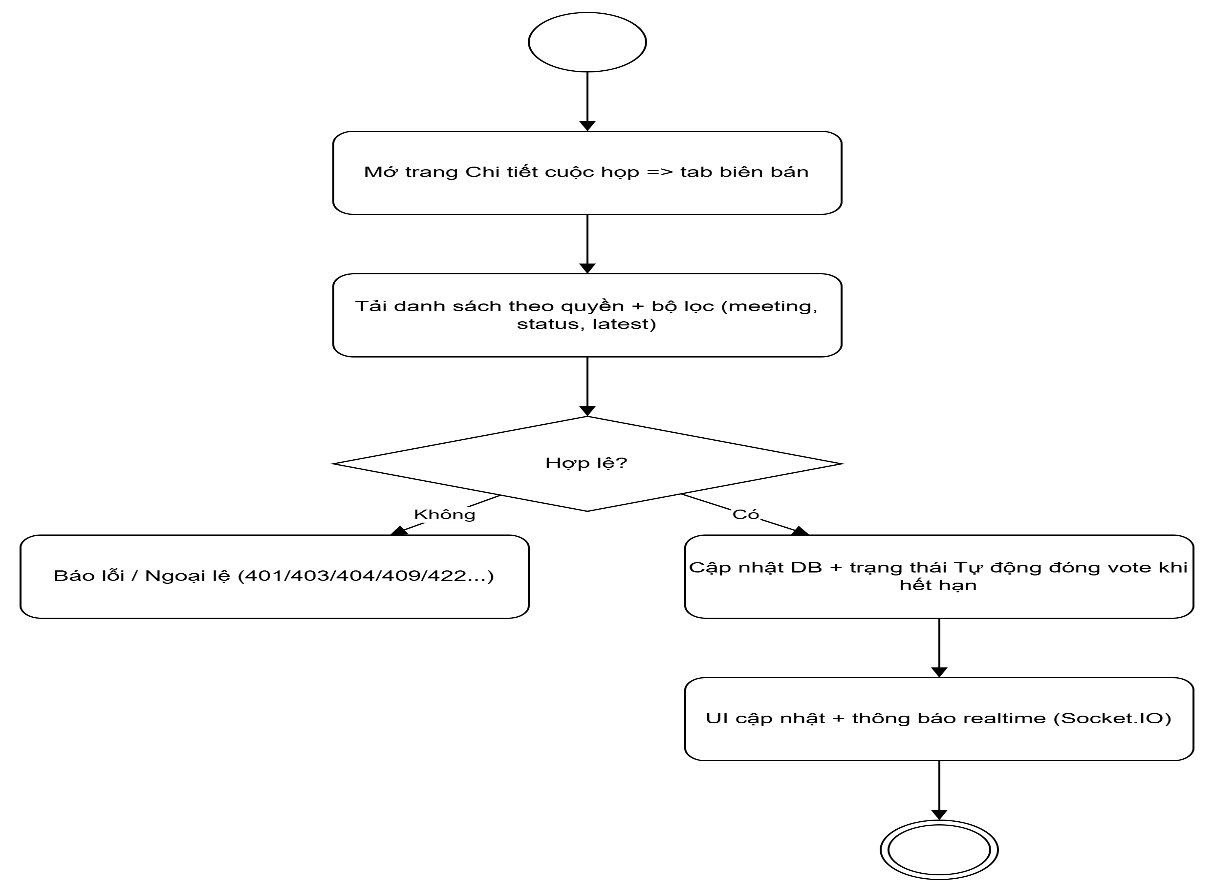 Mở trang Chi tiết cuộc họp => tab biên bản
Tải danh sách theo quyền + bộ lọc (meeting,
status, latest)
Hợp lệ?
Không
Có
Báo lỗi / Ngoại lệ (401/403/404/409/422...)
Cập nhật DB + trạng thái Tự động đóng vote khi
hết hạn
UI cập nhật + thông báo realtime (Socket.IO)